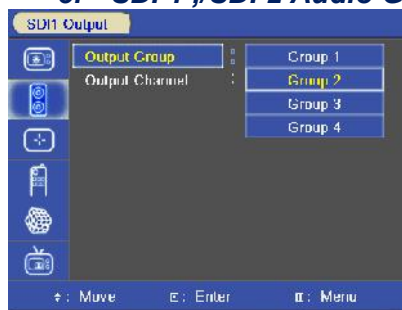 SDI1 Output
Output Group : Group 1
Output Channel : Group 2
Group 3
Group 4
: Move : Enter : Menu